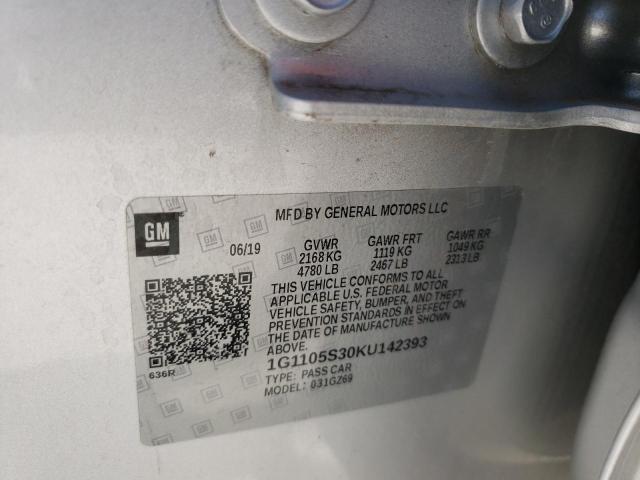 GM
MFD BY GENERAL MOTORS LLC
06/19 GVWR GAWR FRT GAWR RR
2168 KG 1119 KG 1049 KG
4780 LB 2467 LB 2313 LB
THIS VEHICLE CONFORMS TO ALL
APPLICABLE U.S. FEDERAL MOTOR
VEHICLE SAFETY, BUMPER, AND THEFT
PREVENTION STANDARDS IN EFFECT ON
THE DATE OF MANUFACTURE SHOWN
ABOVE.
1G1105S30KU142393
TYPE: PASS CAR
MODEL: 031GZ69
636R